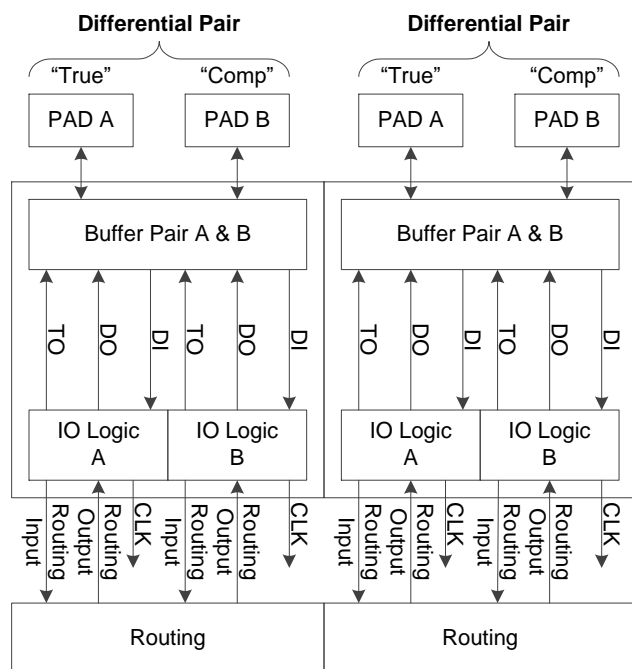 Differential Pair Differential Pair
“True” “Comp” “True” “Comp”
PAD A PAD B PAD A PAD B
Buffer Pair A & B Buffer Pair A & B
TO DO DI TO DO DI TO DO DI TO DO DI
IO Logic A IO Logic B IO Logic A IO Logic B
Routing Input Routing Output CLK Routing Input Routing Output CLK Routing Input Routing Output CLK Routing Input Routing Output CLK
Routing Routing